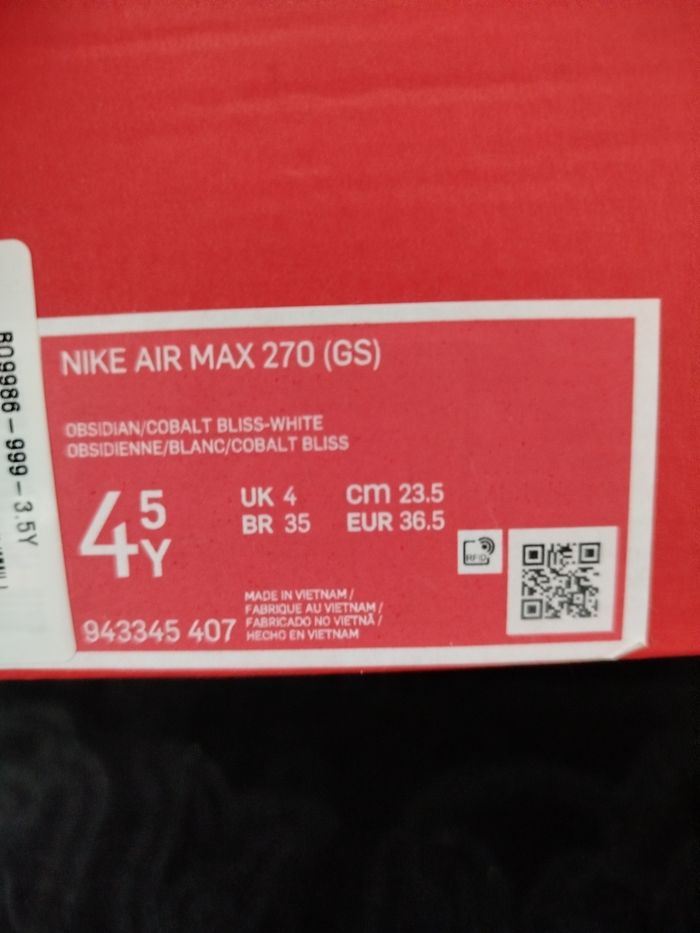 809986-999-3.5Y
NIKE AIR MAX 270 (GS)
OBSIDIAN/COBALT BLISS-WHITE
OBSIDIENNE/BLANC/COBALT BLISS
4 5Y
UK 4 cm 23.5
BR 35 EUR 36.5
RFID
943345 407
MADE IN VIETNAM /
FABRIQUE AU VIETNAM /
FABRICADO NO VIETNÃ /
HECHO EN VIETNAM